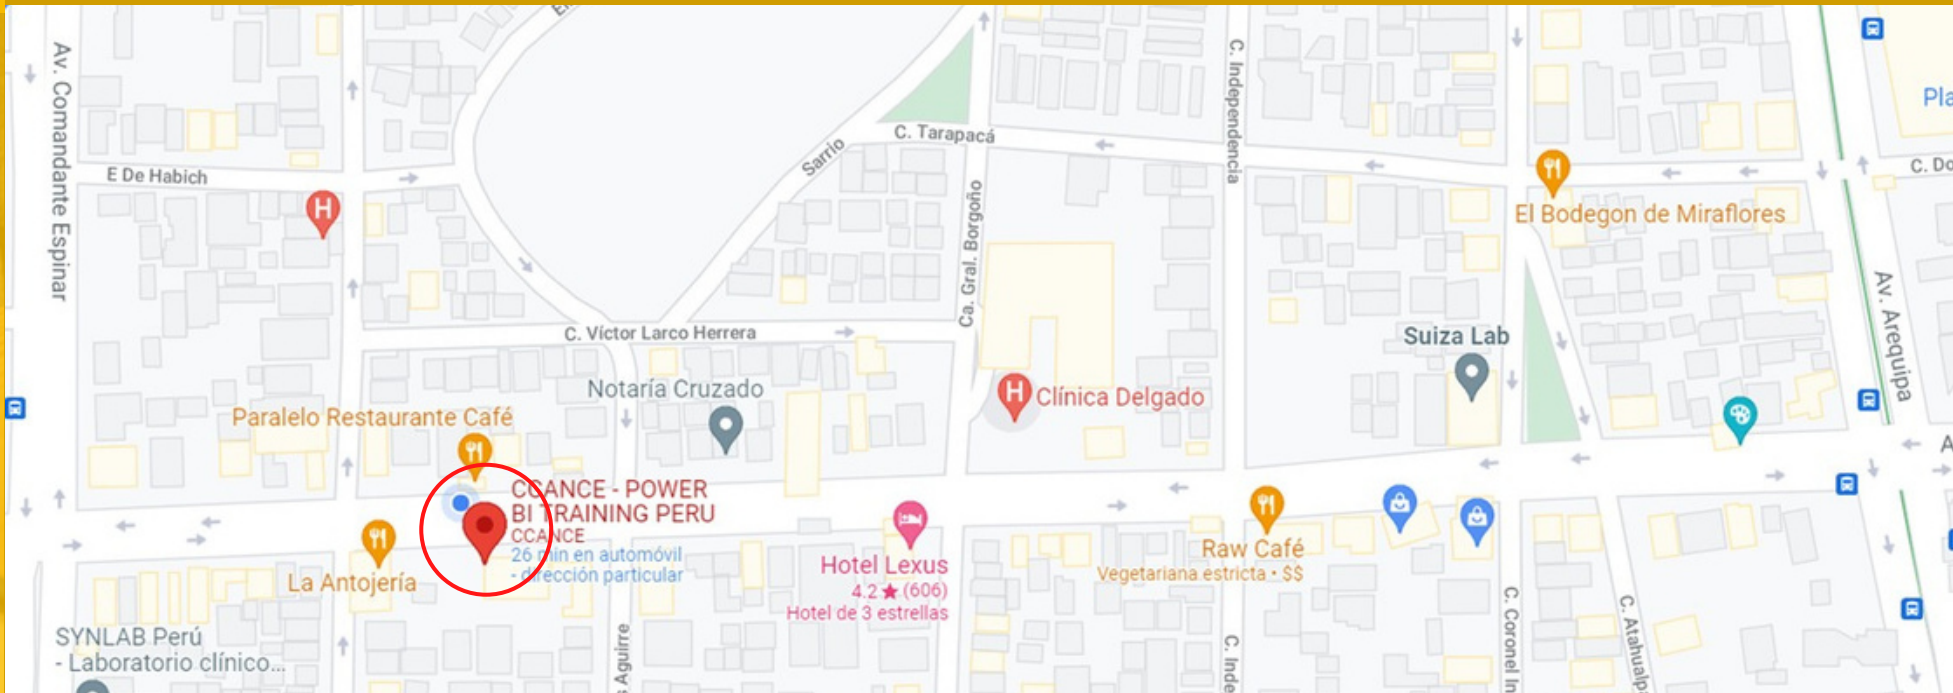 Av. Comandante Espinar
E De Habich
Sarrio
C. Tarapacá
Ca. Gral. Borgoño
C. Independencia
El Bodegon de Miraflores
Av. Arequipa
C. Víctor Larco Herrera
Suiza Lab
Notaría Cruzado
Clínica Delgado
Paralelo Restaurante Café
CCANCE - POWER
BI TRAINING PERU
CCANCE
26 min en automóvil
- dirección particular
La Antojería
Hotel Lexus
4.2 ★ (606)
Hotel de 3 estrellas
Raw Café
Vegetariana estricta • $$
SYNLAB Perú
- Laboratorio clínico...
s Aguirre
C. Inde
C. Coronel In
C. Atahualp
Pla
C. Do
A
H
H